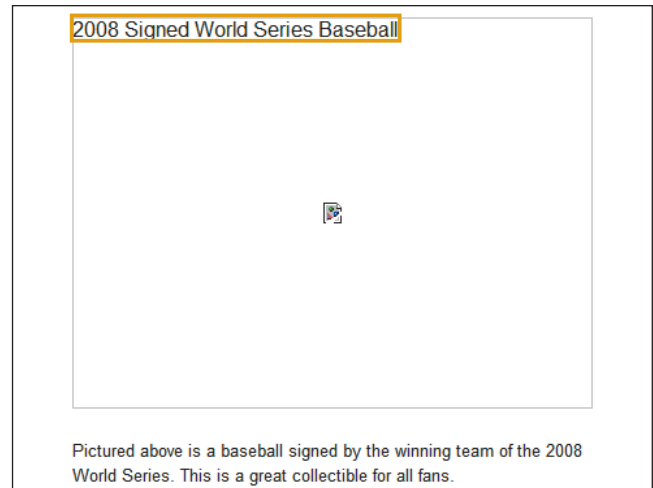 2008 Signed World Series Baseball
Pictured above is a baseball signed by the winning team of the 2008
World Series. This is a great collectible for all fans.